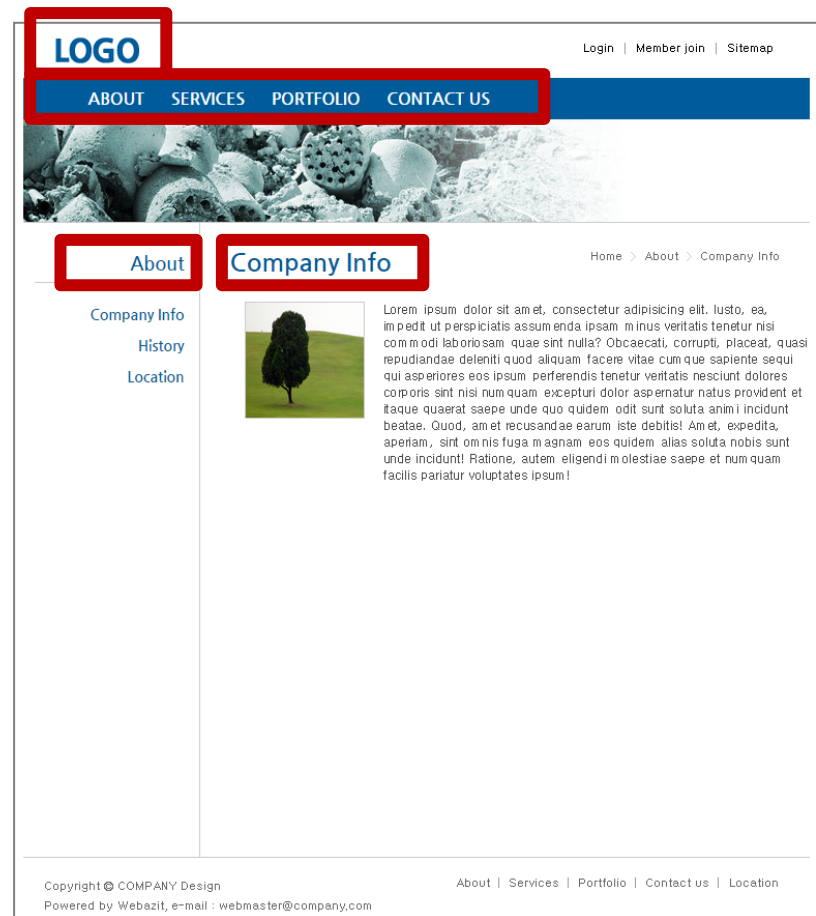 LOGO
Login | Member join | Sitemap
ABOUT SERVICES PORTFOLIO CONTACT US
About
Company Info
History
Location
Company Info
Home > About > Company Info
Lorem ipsum dolor sit amet, consectetur adipisicing elit. Iusto, ea,
impedit ut perspiciatis assumenda ipsam minus veritatis tenetur nisi
commodi laboriosam quae sint nulla? Obcaecati, corrupti, placeat, quasi
repudiandae deleniti quod aliquam facere vitae cumque sapiente sequi
qui asperiores eos ipsum perferendis tenetur veritatis nesciunt dolores
corporis sint nisi numquam excepturi dolor aspernatur natus provident et
itaque quaerat saepe unde quo quidem odit sunt soluta animi incidunt
beatae. Quod, amet recusandae earum iste debitis! Amet, expedita,
aperiam, sint omnis fuga magnam eos quidem alias soluta nobis sunt
unde incidunt! Ratione, autem eligendi molestiae saepe et numquam
facilis pariatur voluptates ipsum!
Copyright © COMPANY Design
Powered by Webazit, e-mail : webmaster@company.com
About | Services | Portfolio | Contact us | Location